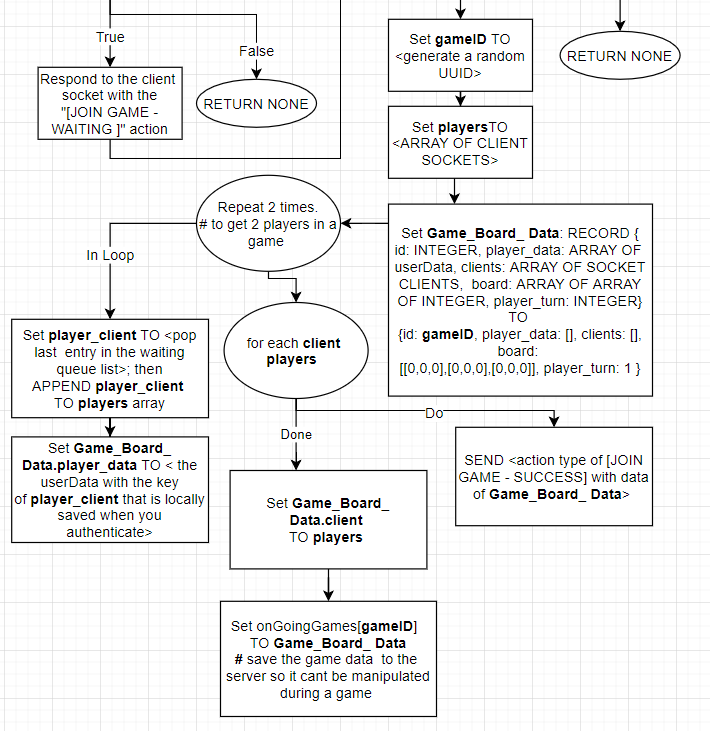 True
False
Respond to the client
socket with the
"[JOIN GAME -
WAITING ]" action
RETURN NONE
Set gameID TO
<generate a random
UUID>
RETURN NONE
Set playersTO
<ARRAY OF CLIENT
SOCKETS>
Repeat 2 times.
# to get 2 players in a
game
Set Game_Board_ Data: RECORD {
id: INTEGER, player_data: ARRAY OF
userData, clients: ARRAY OF SOCKET
CLIENTS,  board: ARRAY OF ARRAY
OF INTEGER, player_turn: INTEGER}
TO
{id: gameID, player_data: [], clients: [],
board:
[[0,0,0],[0,0,0],[0,0,0]], player_turn: 1 }
In Loop
Set player_client TO <pop
last  entry in the waiting
queue list>; then
APPEND player_client
TO players array
for each client
players
Do
Done
Set Game_Board_
Data.player_data TO < the
userData with the key
of player_client that is locally
saved when you
authenticate>
SEND <action type of [JOIN
GAME - SUCCESS] with data
of Game_Board_ Data>
Set Game_Board_
Data.client
TO players
Set onGoingGames[gameID]
TO Game_Board_ Data
# save the game data  to the
server so it cant be manipulated
during a game